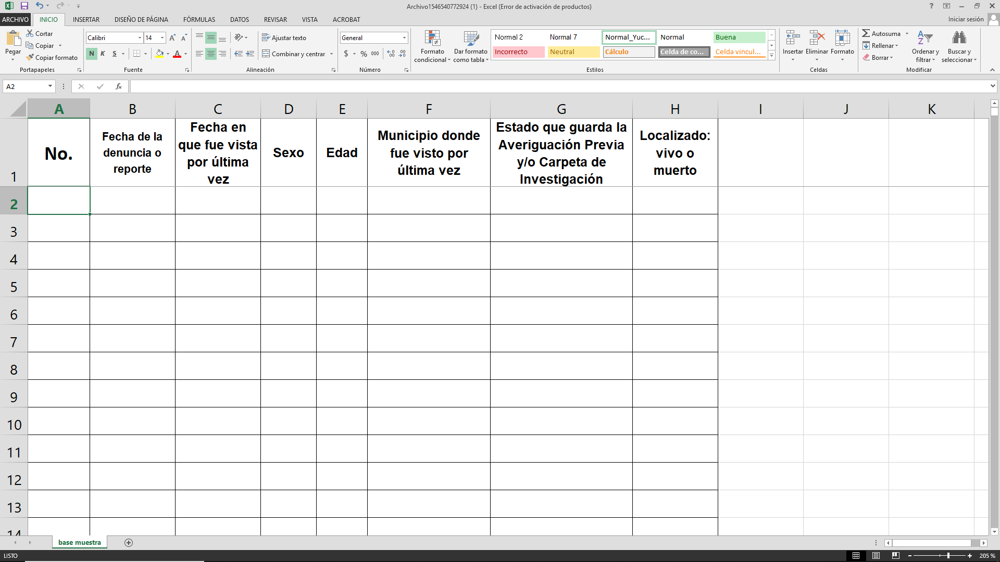 Archivo1546540772924 (1) - Excel (Error de activación de productos)
ARCHIVO INICIO INSERTAR DISEÑO DE PÁGINA FÓRMULAS DATOS REVISAR VISTA ACROBAT Iniciar sesión
Pegar
Cortar
Copiar
Copiar formato
Portapapeles
Calibri 14
N K S
Fuente
Ajustar texto
Combinar y centrar
Alineación
General
$ % 000
Número
Formato condicional
Dar formato como tabla
Normal 2 Normal 7 Normal_Yuc... Normal Buena
Incorrecto Neutral Cálculo Celda de co... Celda vincul...
Estilos
Insertar Eliminar Formato
Celdas
Autosuma
Rellenar
Borrar
Ordenar y filtrar
Buscar y seleccionar
Modificar
A2
fx
A B C D E F G H I J K
1
No.
Fecha de la
denuncia o
reporte
Fecha en
que fue vista
por última
vez
Sexo
Edad
Municipio donde
fue visto por
última vez
Estado que guarda la
Averiguación Previa
y/o Carpeta de
Investigación
Localizado:
vivo o
muerto
2
3
4
5
6
7
8
9
10
11
12
13
14
base muestra
LISTO
205 %